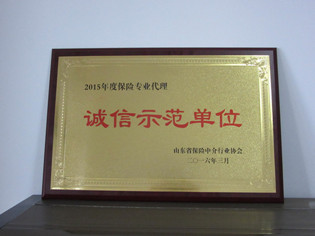 2015年度保险专业代理
诚信示范单位
山东省保险中介行业协会
二〇一六年三月